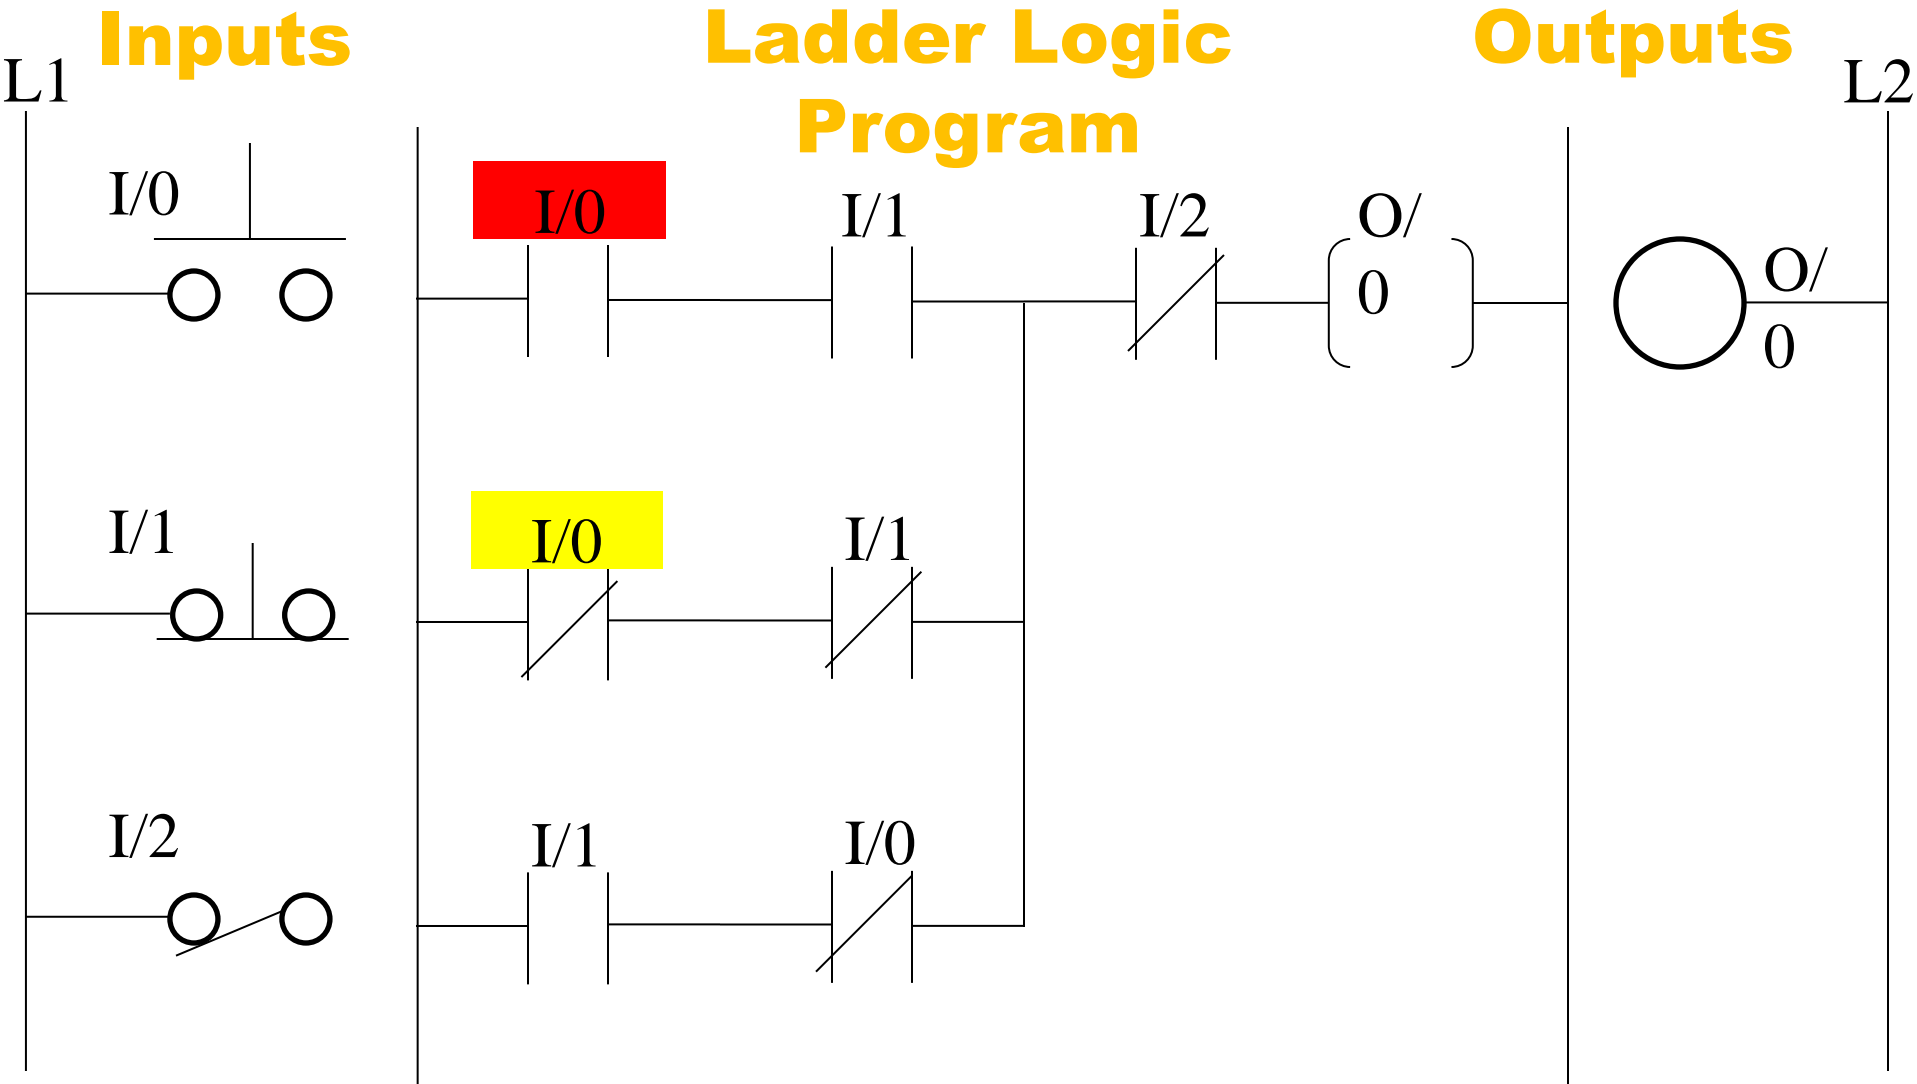 Inputs
Ladder Logic
Program
Outputs
L1
L2
I/0
I/0
I/1
I/2
O/
0
O/
0
I/1
I/0
I/1
I/2
I/1
I/0